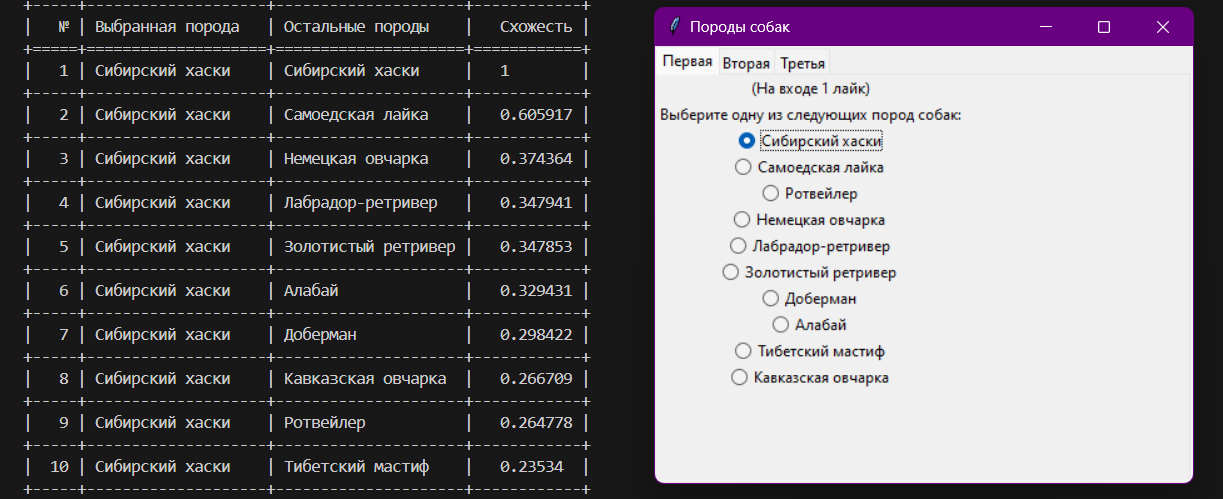 +-----+--------------------+---------------------+------------+
|   № | Выбранная порода   | Остальные породы    |   Схожесть |
+=====+====================+=====================+============+
|   1 | Сибирский хаски    | Сибирский хаски     |   1        |
+-----+--------------------+---------------------+------------+
|   2 | Сибирский хаски    | Самоедская лайка    |   0.605917 |
+-----+--------------------+---------------------+------------+
|   3 | Сибирский хаски    | Немецкая овчарка    |   0.374364 |
+-----+--------------------+---------------------+------------+
|   4 | Сибирский хаски    | Лабрадор-ретривер   |   0.347941 |
+-----+--------------------+---------------------+------------+
|   5 | Сибирский хаски    | Золотистый ретривер |   0.347853 |
+-----+--------------------+---------------------+------------+
|   6 | Сибирский хаски    | Алабай              |   0.329431 |
+-----+--------------------+---------------------+------------+
|   7 | Сибирский хаски    | Доберман            |   0.298422 |
+-----+--------------------+---------------------+------------+
|   8 | Сибирский хаски    | Кавказская овчарка  |   0.266709 |
+-----+--------------------+---------------------+------------+
|   9 | Сибирский хаски    | Ротвейлер           |   0.264778 |
+-----+--------------------+---------------------+------------+
|  10 | Сибирский хаски    | Тибетский мастиф    |   0.23534  |
+-----+--------------------+---------------------+------------+
Породы собак
Первая Вторая Третья
(На входе 1 лайк)
Выберите одну из следующих пород собак:
Сибирский хаски
Самоедская лайка
Ротвейлер
Немецкая овчарка
Лабрадор-ретривер
Золотистый ретривер
Доберман
Алабай
Тибетский мастиф
Кавказская овчарка